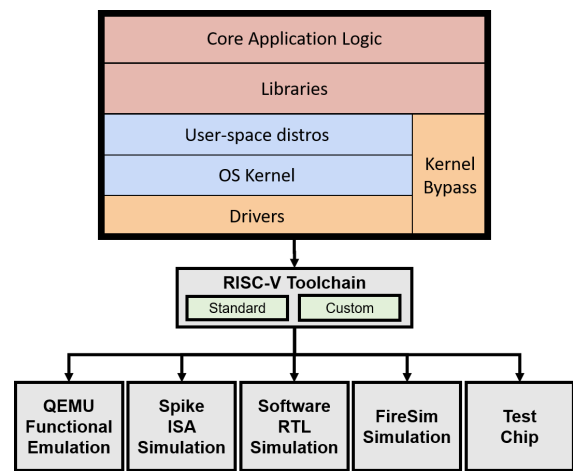 Core Application Logic
Libraries
User-space distros
OS Kernel
Drivers
Kernel
Bypass
RISC-V Toolchain
Standard
Custom
QEMU
Functional
Emulation
Spike
ISA
Simulation
Software
RTL
Simulation
FireSim
Simulation
Test
Chip